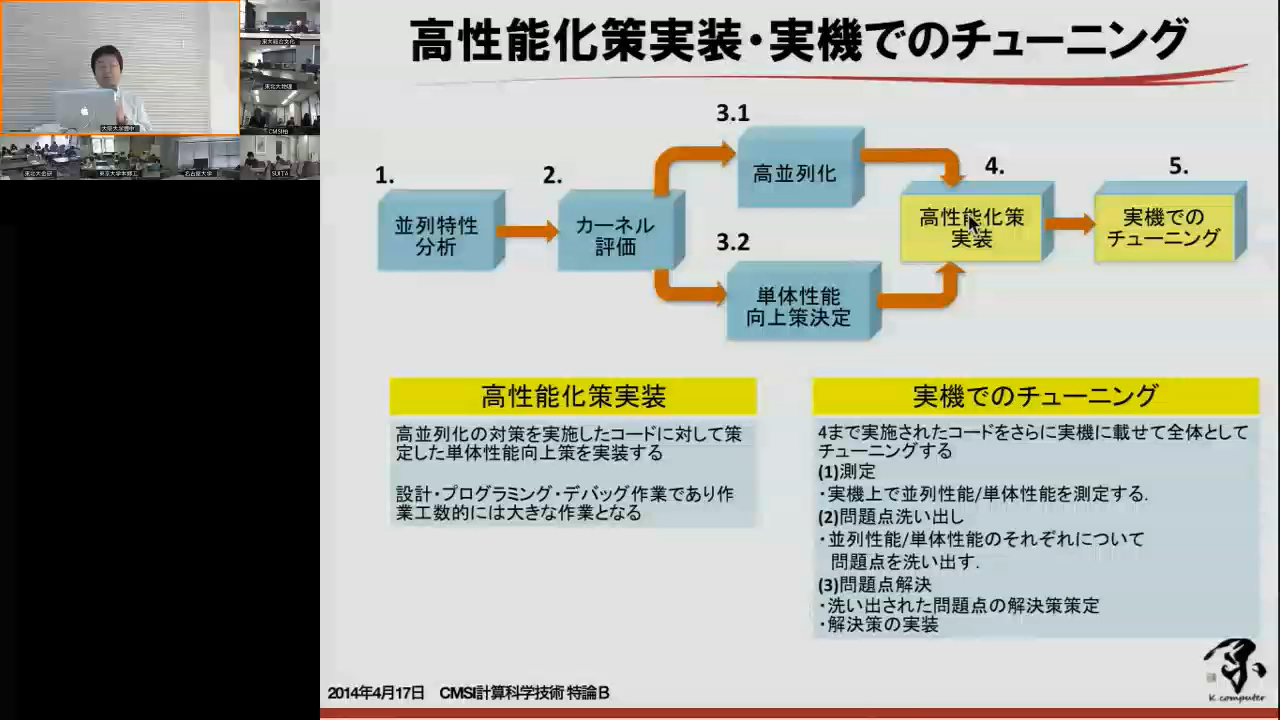 高性能化策実装・実機でのチューニング
1.
並列特性
分析
2.
カーネル
評価
3.1
高並列化
3.2
単体性能
向上策決定
4.
高性能化策
実装
5.
実機での
チューニング
高性能化策実装
高並列化の対策を実施したコードに対して策
定した単体性能向上策を実装する
設計・プログラミング・デバッグ作業であり作
業工数的には大きな作業となる
実機でのチューニング
4まで実施されたコードをさらに実機に載せて全体として
チューニングする
(1)測定
・実機上で並列性能/単体性能を測定する.
(2)問題点洗い出し
・並列性能/単体性能のそれぞれについて
問題点を洗い出す.
(3)問題点解決
・洗い出された問題点の解決策策定
・解決策の実装
2014年4月17日 CMSI計算科学技術 特論B
京
K computer
東北大地理
名古屋大学
SUITA